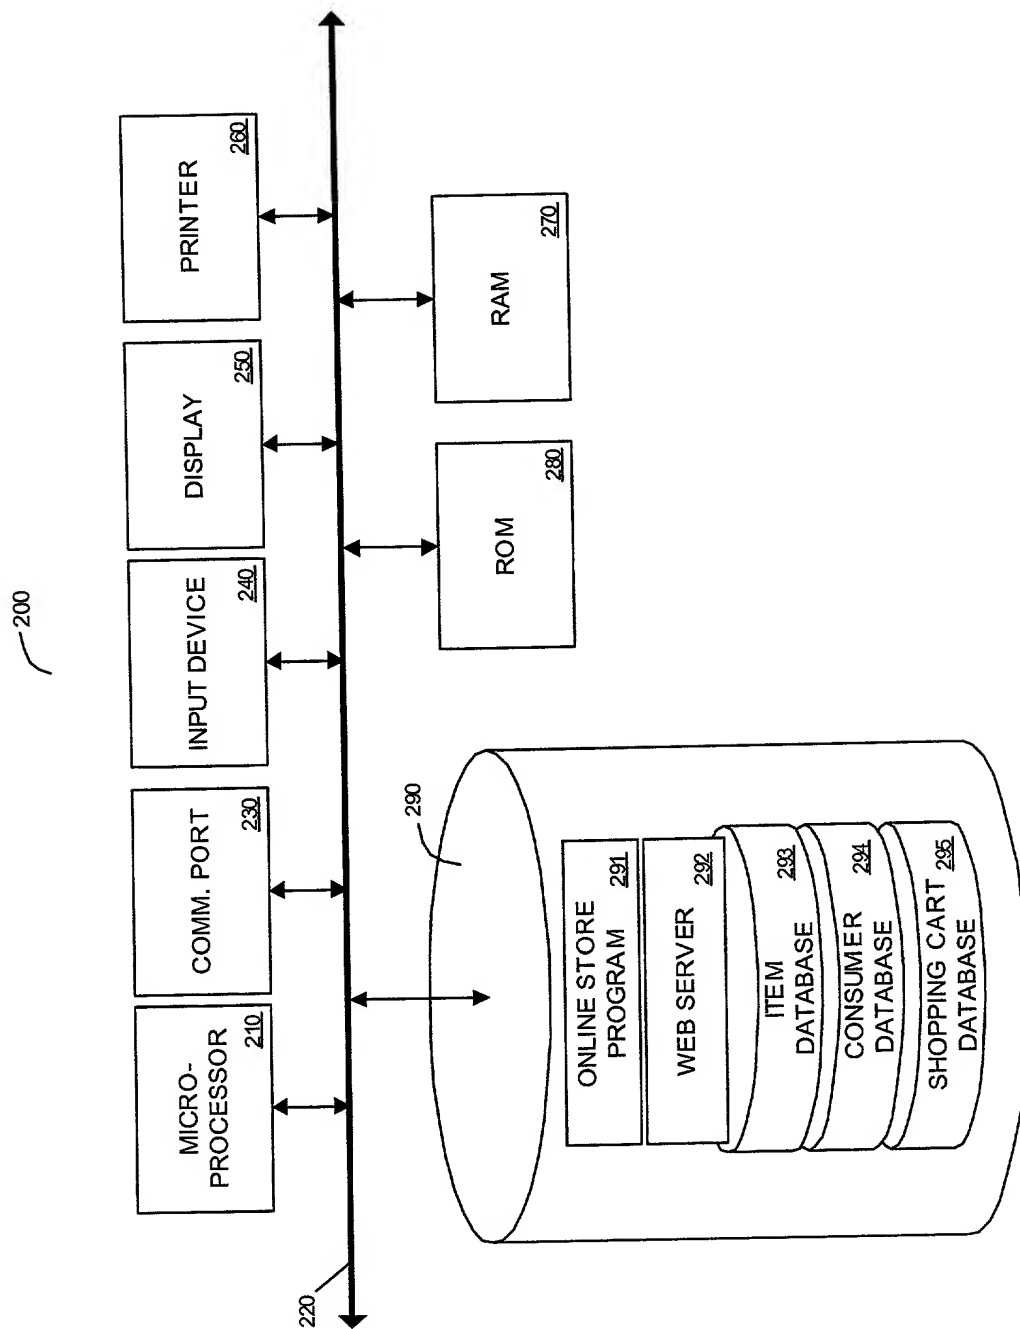 200
MICRO-
PROCESSOR
210
COMM. PORT
230
INPUT DEVICE
240
DISPLAY
250
PRINTER
260
220
290
ROM
280
RAM
270
ONLINE STORE
PROGRAM
291
WEB SERVER
292
ITEM
DATABASE
293
CONSUMER
DATABASE
294
SHOPPING CART
DATABASE
295